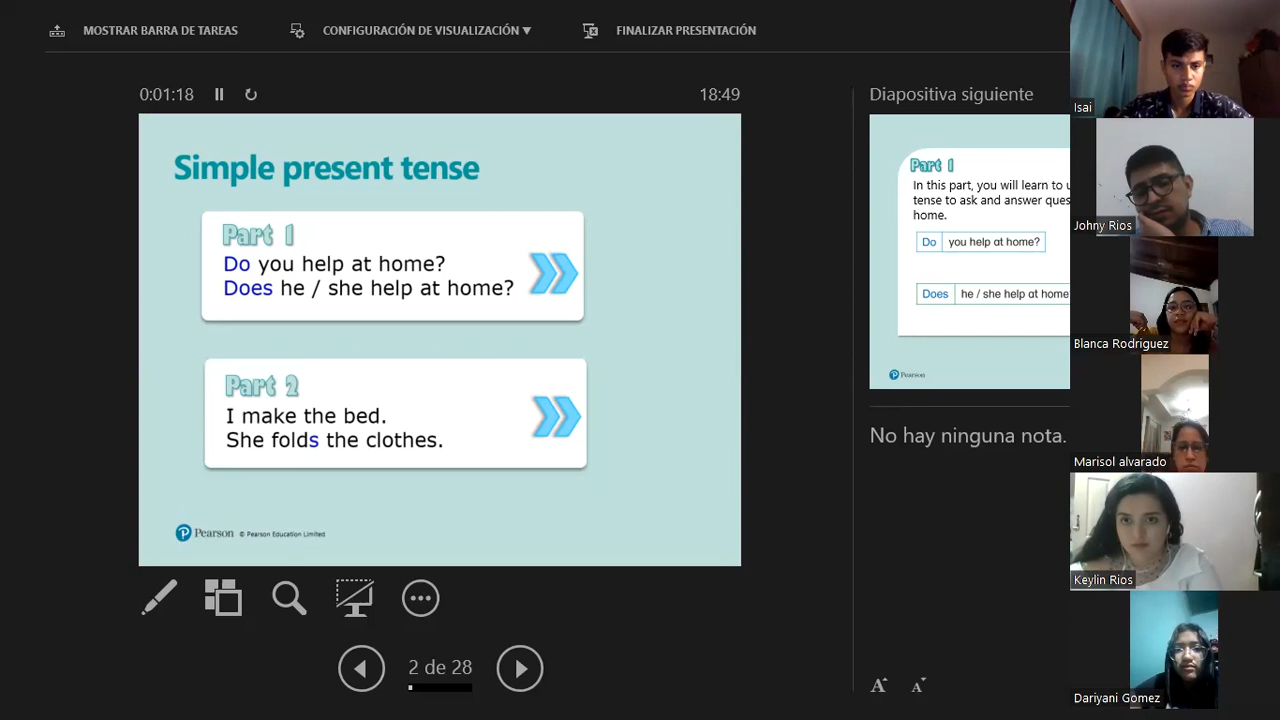 MOSTRAR BARRA DE TAREAS
CONFIGURACIÓN DE VISUALIZACIÓN ▼
FINALIZAR PRESENTACIÓN
0:01:18
18:49
Simple present tense
Part 1
Do you help at home?
Does he / she help at home?
Part 2
I make the bed.
She folds the clothes.
Pearson © Pearson Education Limited
2 de 28
Diapositiva siguiente
Part 1
In this part, you will learn to
tense to ask and answer
home.
Do you help at home?
Does he / she help at home
Pearson
No hay ninguna nota.
A A
Isai
Johny Rios
Blanca Rodriguez
Marisol alvarado
Keylin Rios
Dariyani Gomez